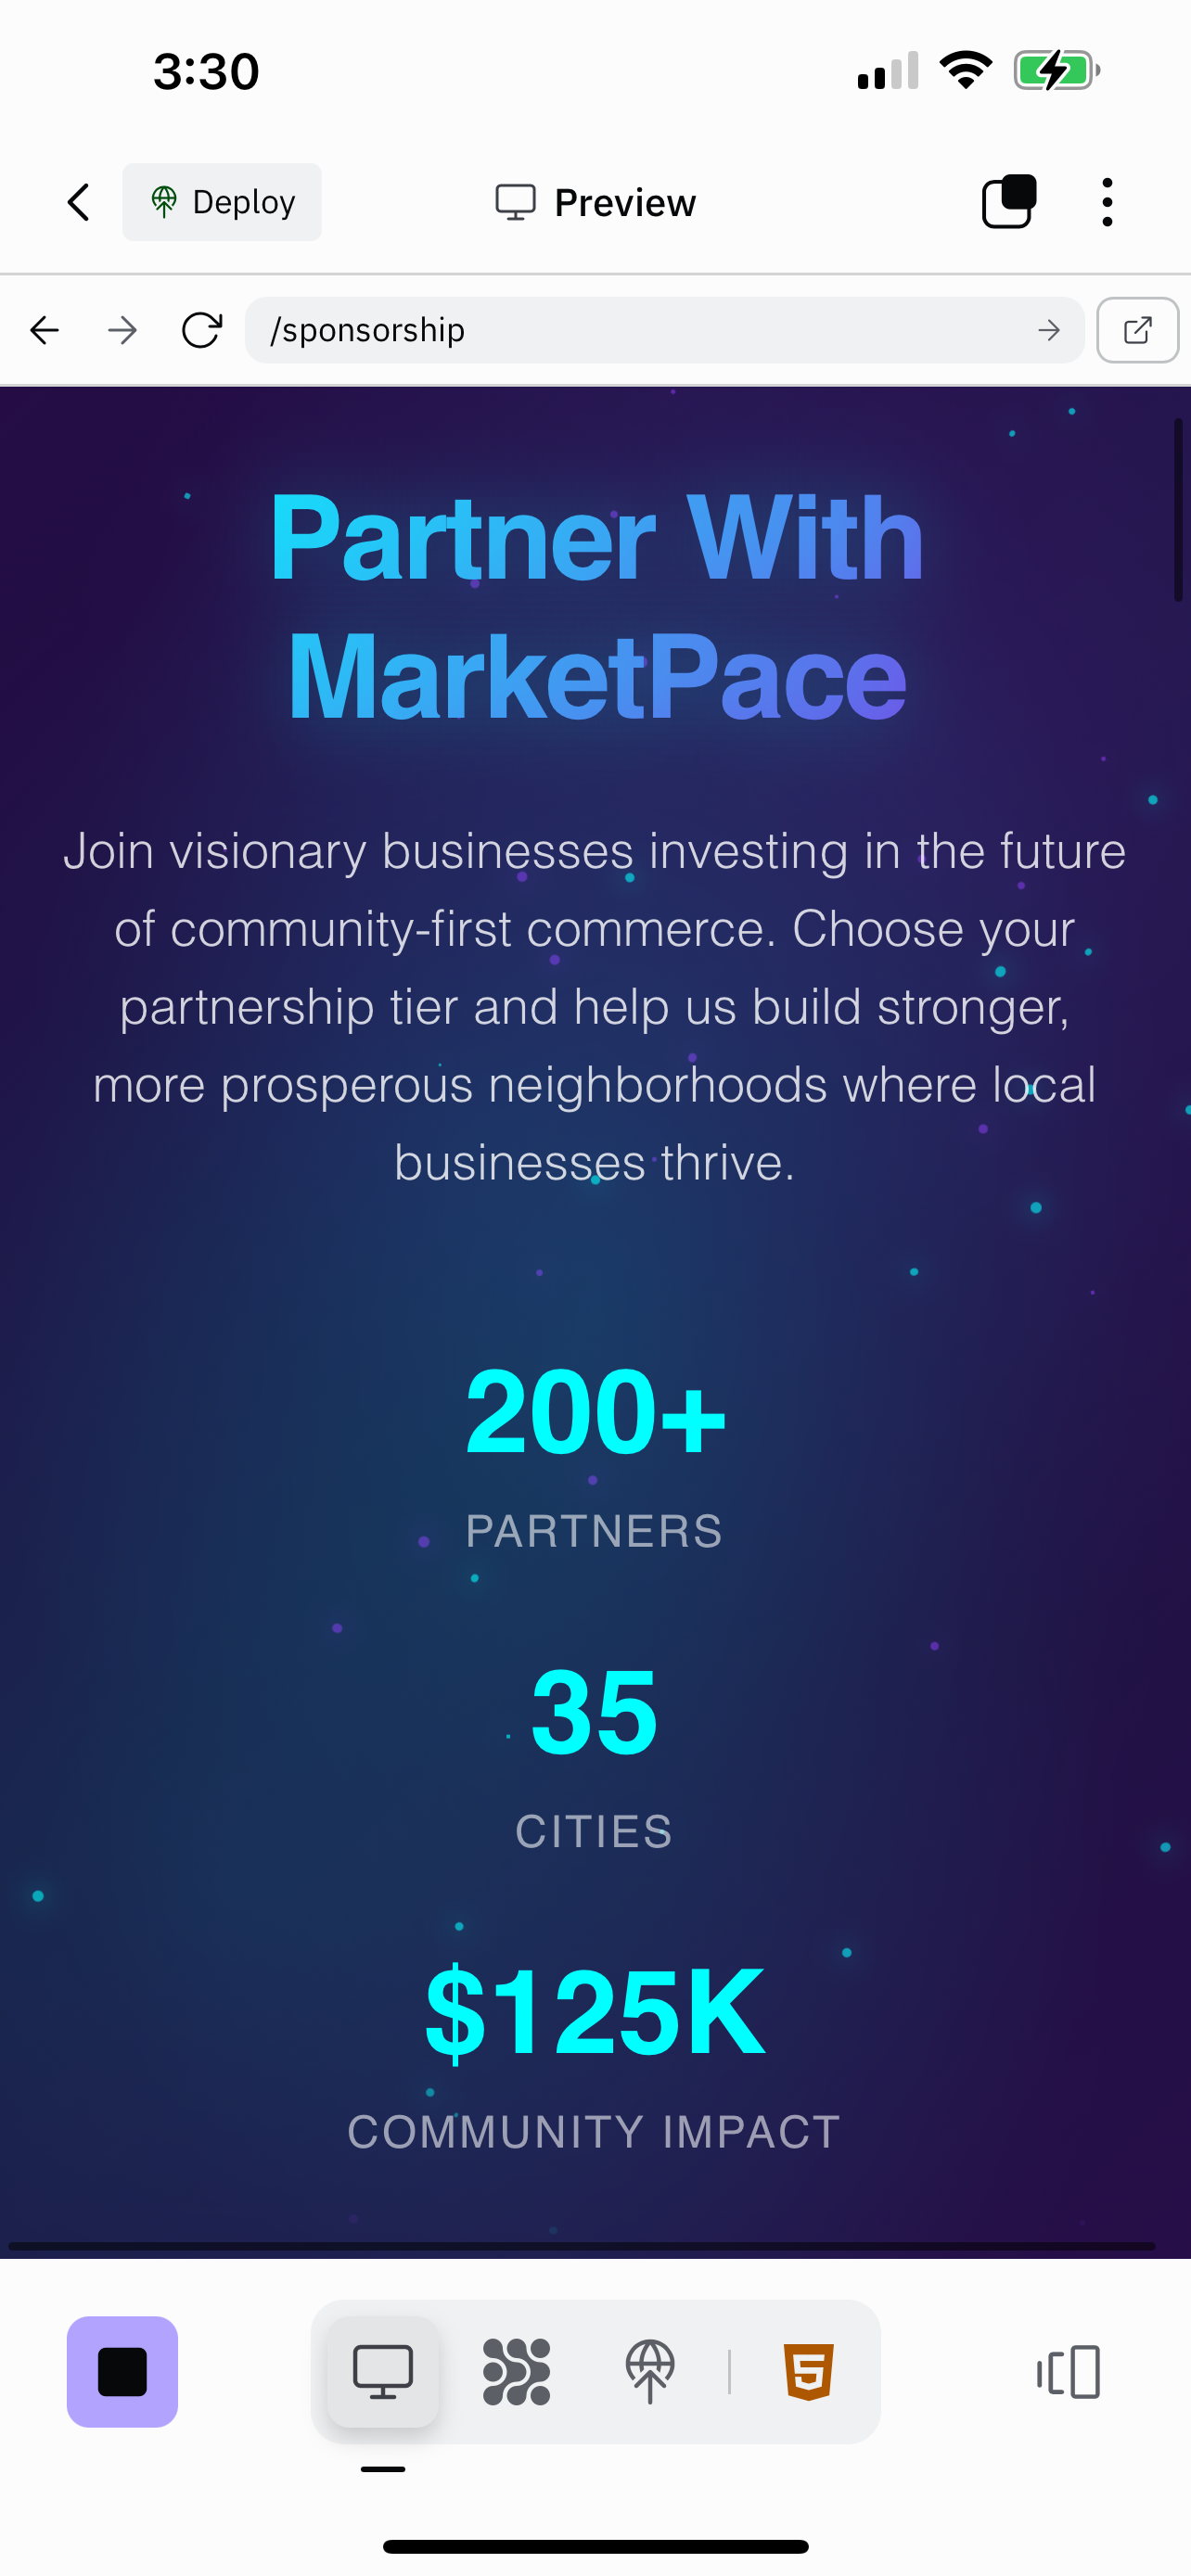 3:30
Deploy
Preview
/sponsorship
Partner With
MarketPace
Join visionary businesses investing in the future
of community-first commerce. Choose your
partnership tier and help us build stronger,
more prosperous neighborhoods where local
businesses thrive.
200+
PARTNERS
35
CITIES
$125K
COMMUNITY IMPACT
5